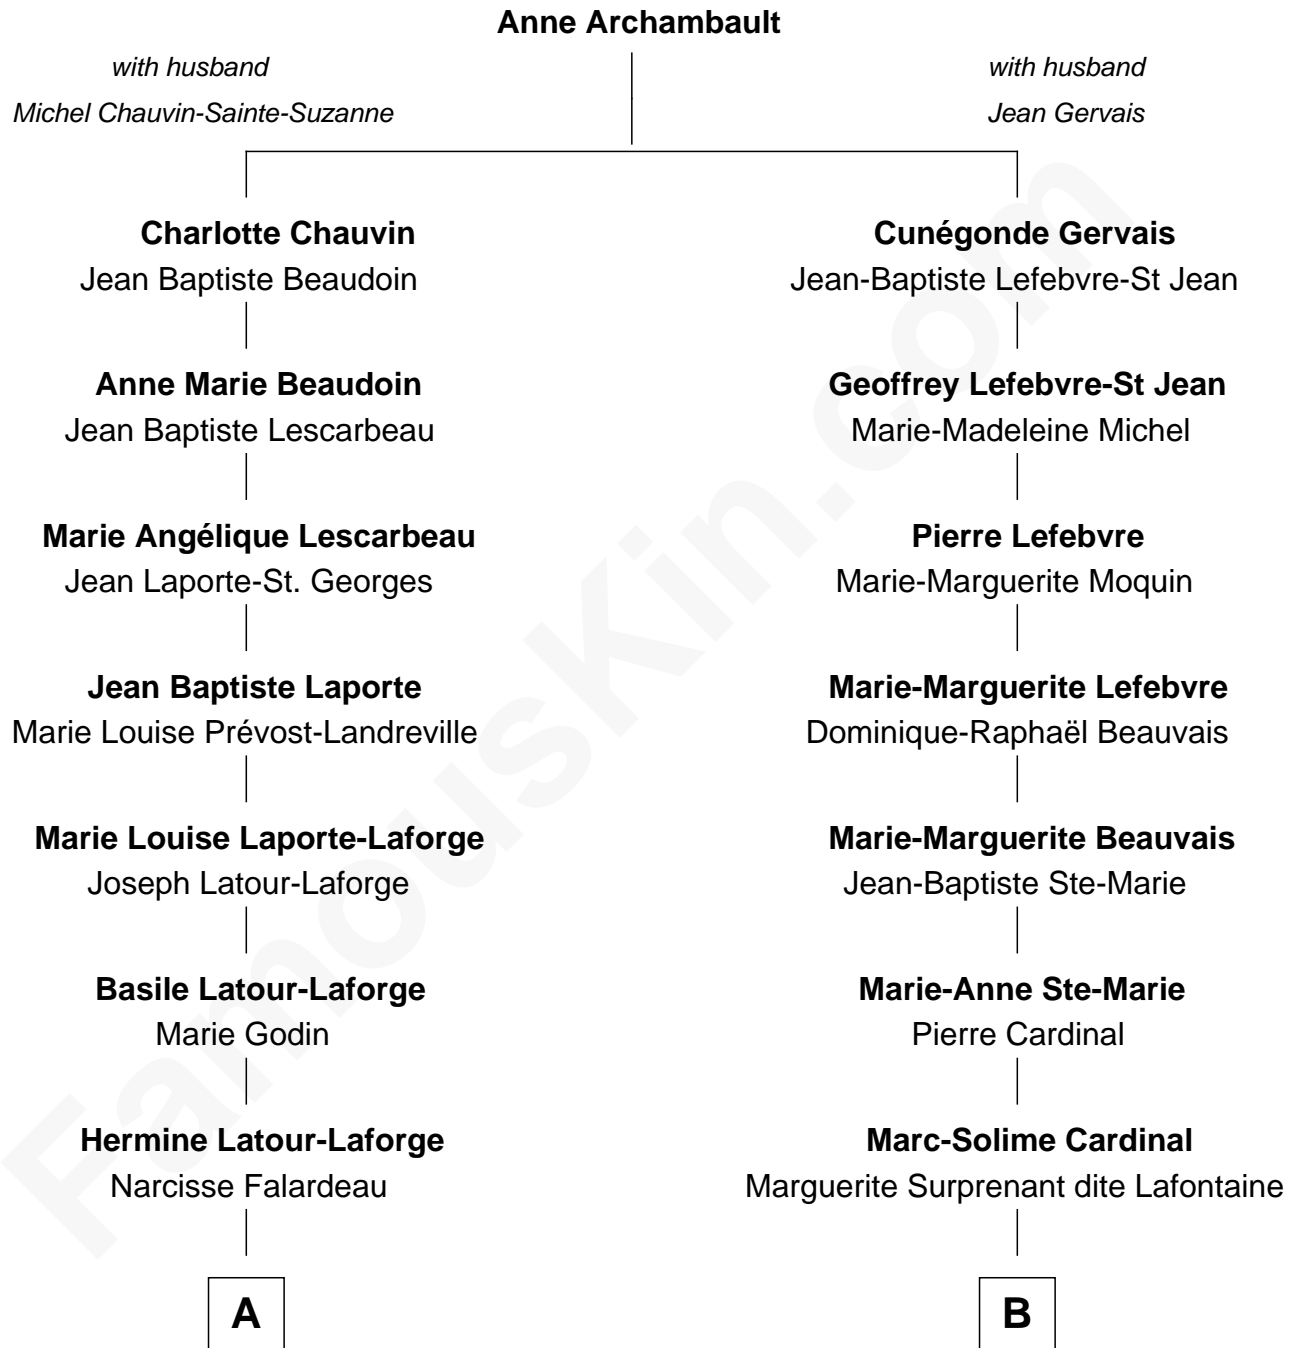 Anne Archambault
with husband
Michel Chauvin-Sainte-Suzanne
with husband
Jean Gervais
Charlotte Chauvin
Jean Baptiste Beaudoin
Anne Marie Beaudoin
Jean Baptiste Lescarbeau
Marie Angélique Lescarbeau
Jean Laporte-St. Georges
Jean Baptiste Laporte
Marie Louise Prévost-Landreville
Marie Louise Laporte-Laforge
Joseph Latour-Laforge
Basile Latour-Laforge
Marie Godin
Hermine Latour-Laforge
Narcisse Falardeau
A
Cunégonde Gervais
Jean-Baptiste Lefebvre-St Jean
Geoffrey Lefebvre-St Jean
Marie-Madeleine Michel
Pierre Lefebvre
Marie-Marguerite Moquin
Marie-Marguerite Lefebvre
Dominique-Raphaël Beauvais
Marie-Marguerite Beauvais
Jean-Baptiste Ste-Marie
Marie-Anne Ste-Marie
Pierre Cardinal
Marc-Solime Cardinal
Marguerite Surprenant dite Lafontaine
B
FamousKin.com